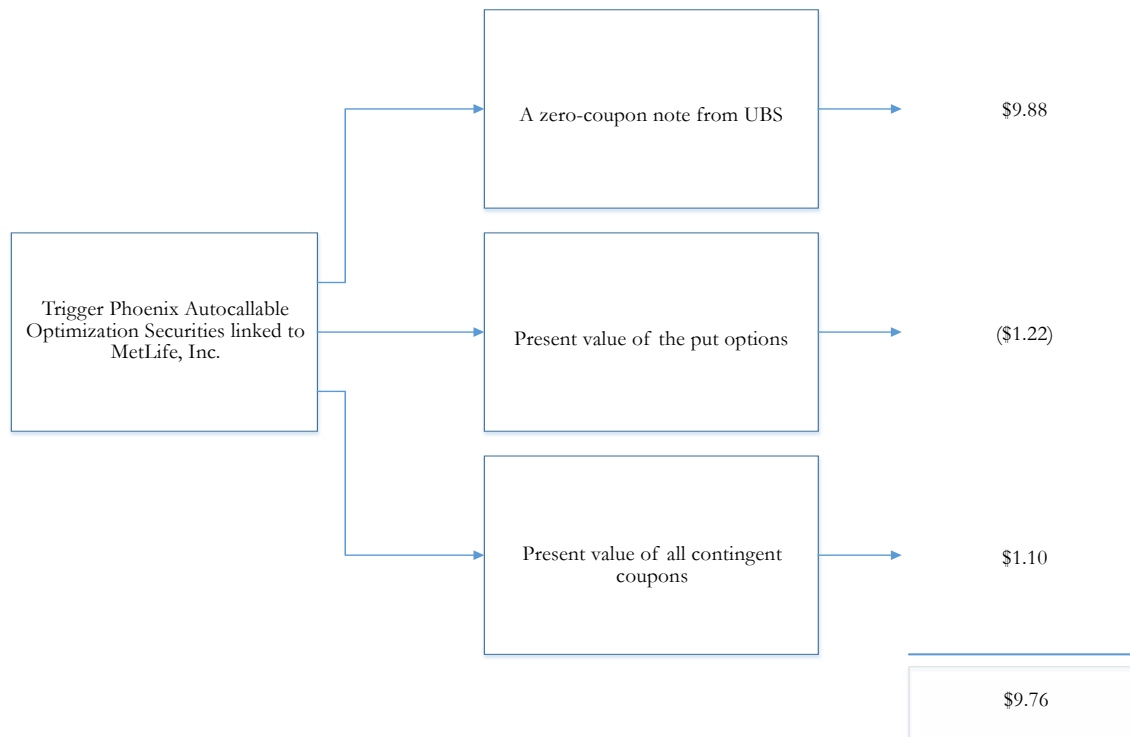 A zero-coupon note from UBS
$9.88
Trigger Phoenix Autocallable
Optimization Securities linked to
MetLife, Inc.
Present value of the put options
($1.22)
Present value of all contingent
coupons
$1.10
$9.76